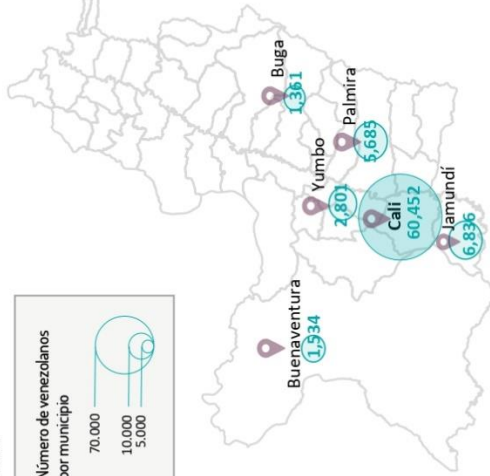 Número de venezolanos
por municipio
70.000
10.000
5.000
Buga
1,361
Palmira
5,685
Yumbo
2,801
Cali
60,452
Jamundí
6,836
Buenaventura
1,534